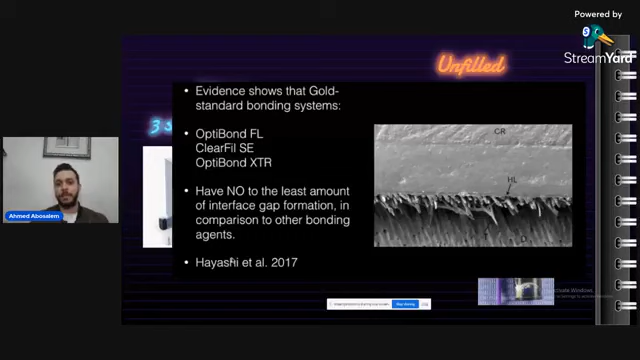 Powered by
S
StreamYard
Unfilled
3 s
• Evidence shows that Gold-
standard bonding systems:
• OptiBond FL
ClearFil SE
OptiBond XTR
• Have NO to the least amount
of interface gap formation, in
comparison to other bonding
agents.
• Hayashi et al. 2017
CR
HL
Ahmed Abosalem
Stop sharing
Hide